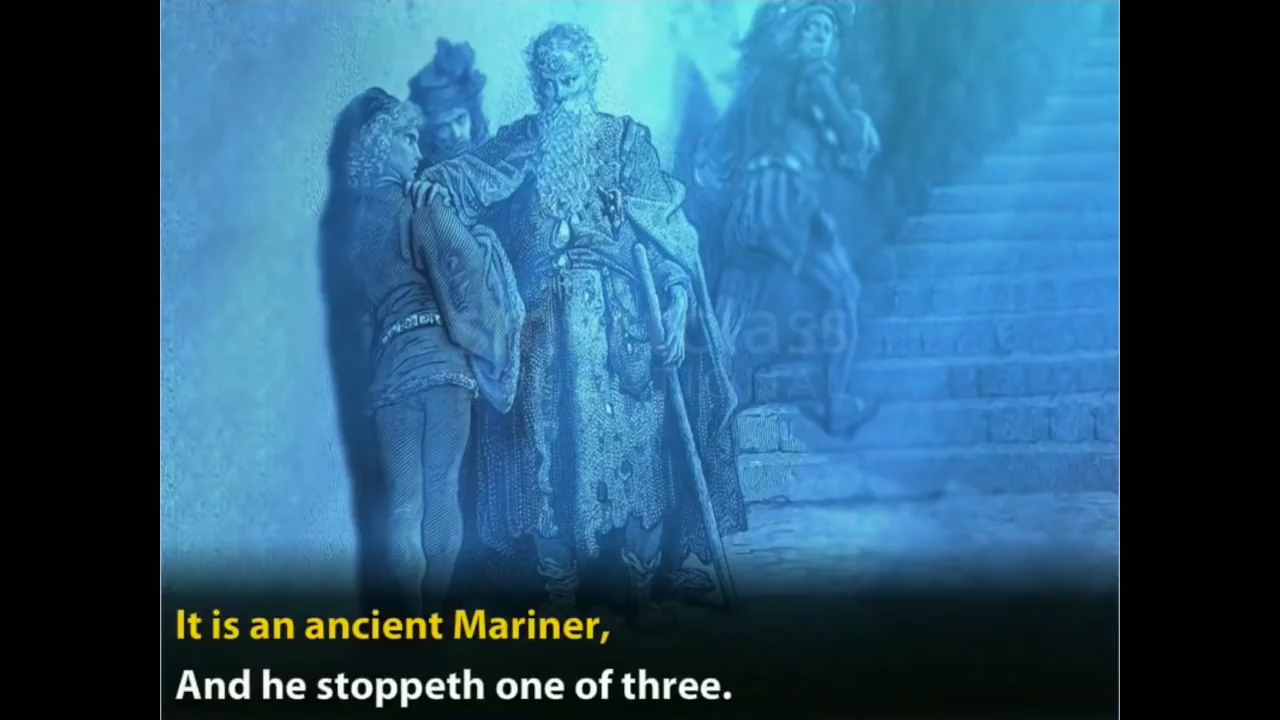 It is an ancient Mariner,
And he stoppeth one of three.